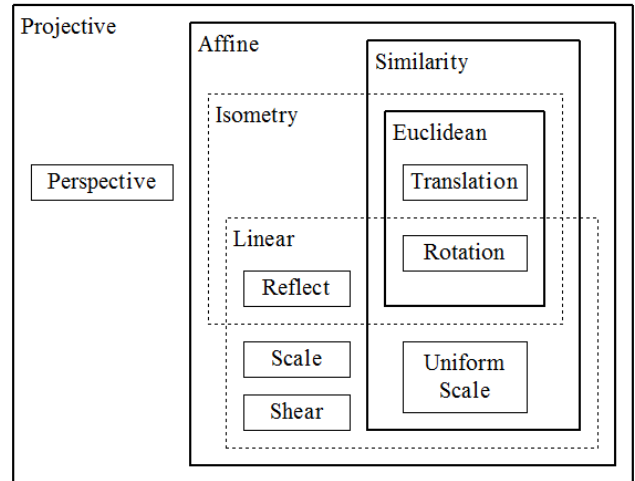 Projective
Affine
Similarity
Isometry
Euclidean
Perspective
Translation
Linear
Rotation
Reflect
Scale
Uniform
Scale
Shear